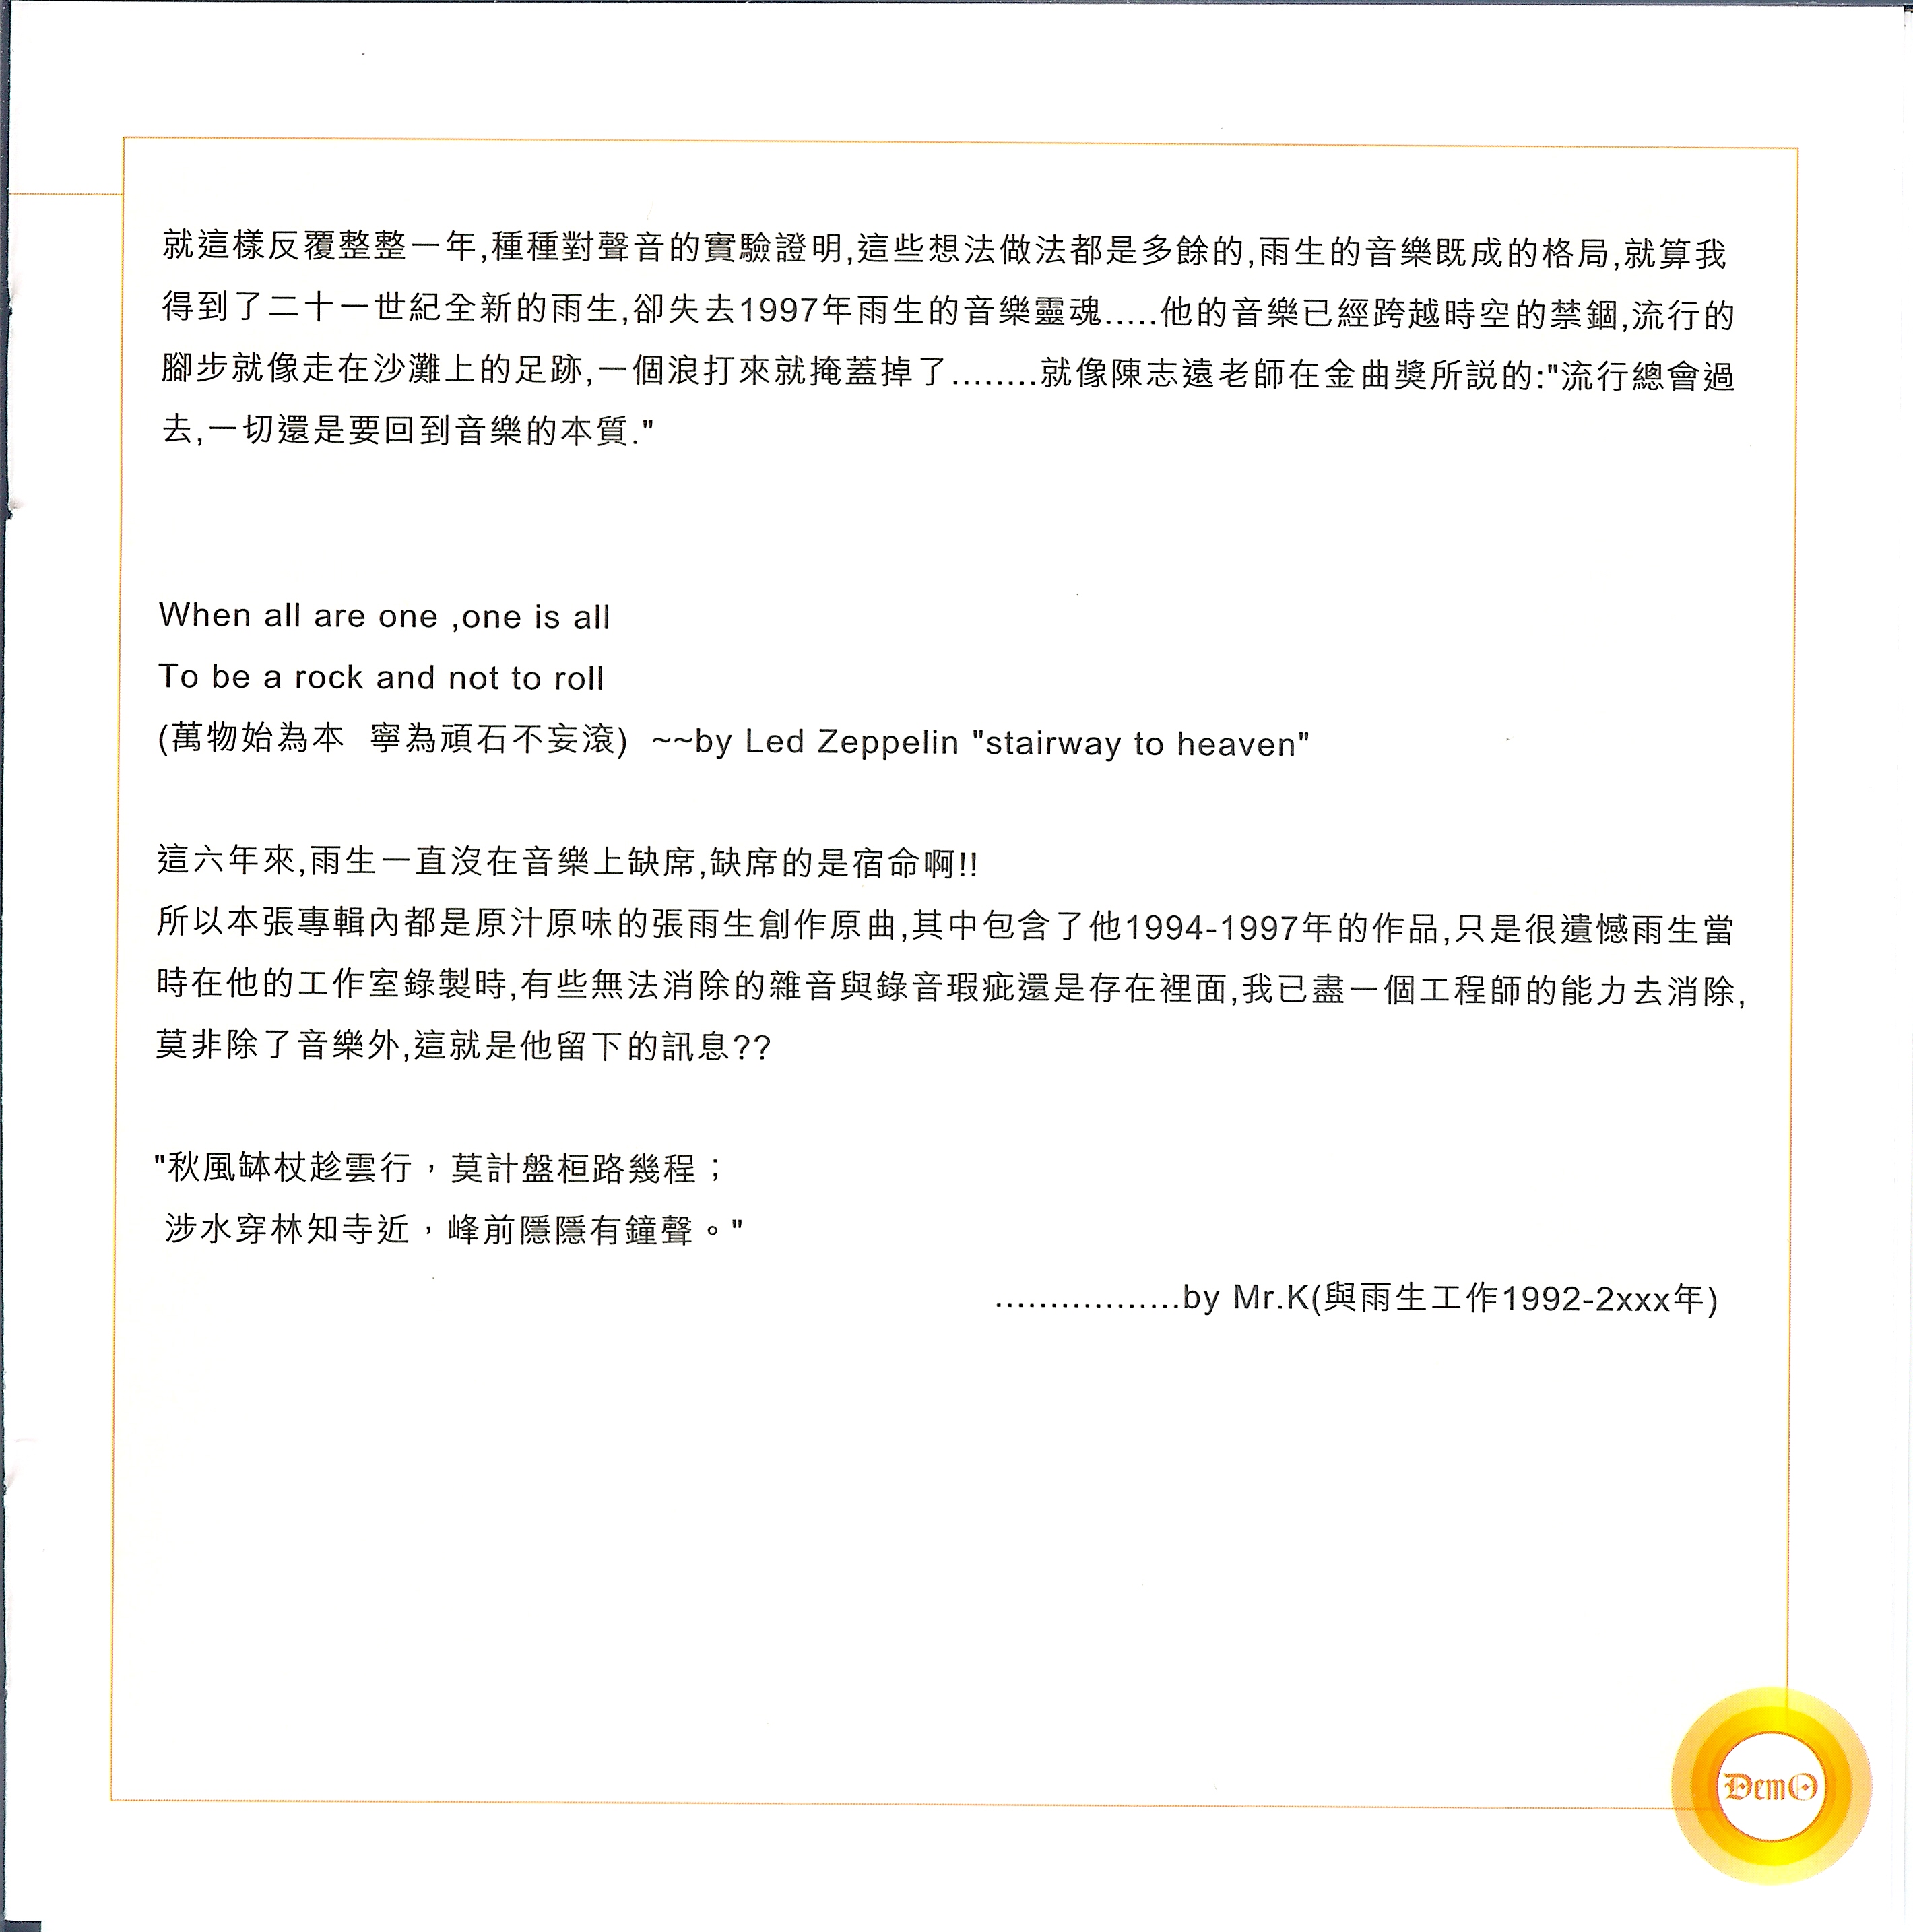 就這樣反覆整整一年,種種對聲音的實驗證明,這些想法做法都是多餘的,雨生的音樂既成的格局,就算我
得到了二十一世紀全新的雨生,卻失去1997年雨生的音樂靈魂.....他的音樂已經跨越時空的禁錮,流行的
腳步就像走在沙灘上的足跡,一個浪打來就掩蓋掉了........就像陳志遠老師在金曲獎所說的:"流行總會過
去,一切還是要回到音樂的本質."
When all are one ,one is all
To be a rock and not to roll
(萬物始為本 寧為頑石不妄滾) ~~by Led Zeppelin "stairway to heaven"
這六年來,雨生一直沒在音樂上缺席,缺席的是宿命啊!!
所以本張專輯內都是原汁原味的張雨生創作原曲,其中包含了他1994-1997年的作品,只是很遺憾雨生當
時在他的工作室錄製時,有些無法消除的雜音與錄音瑕疵還是存在裡面,我已盡一個工程師的能力去消除,
莫非除了音樂外,這就是他留下的訊息??
"秋風缽杖趁雲行，莫計盤桓路幾程；
涉水穿林知寺近，峰前隱隱有鐘聲。"
.................by Mr.K(與雨生工作1992-2xxx年)
DemO